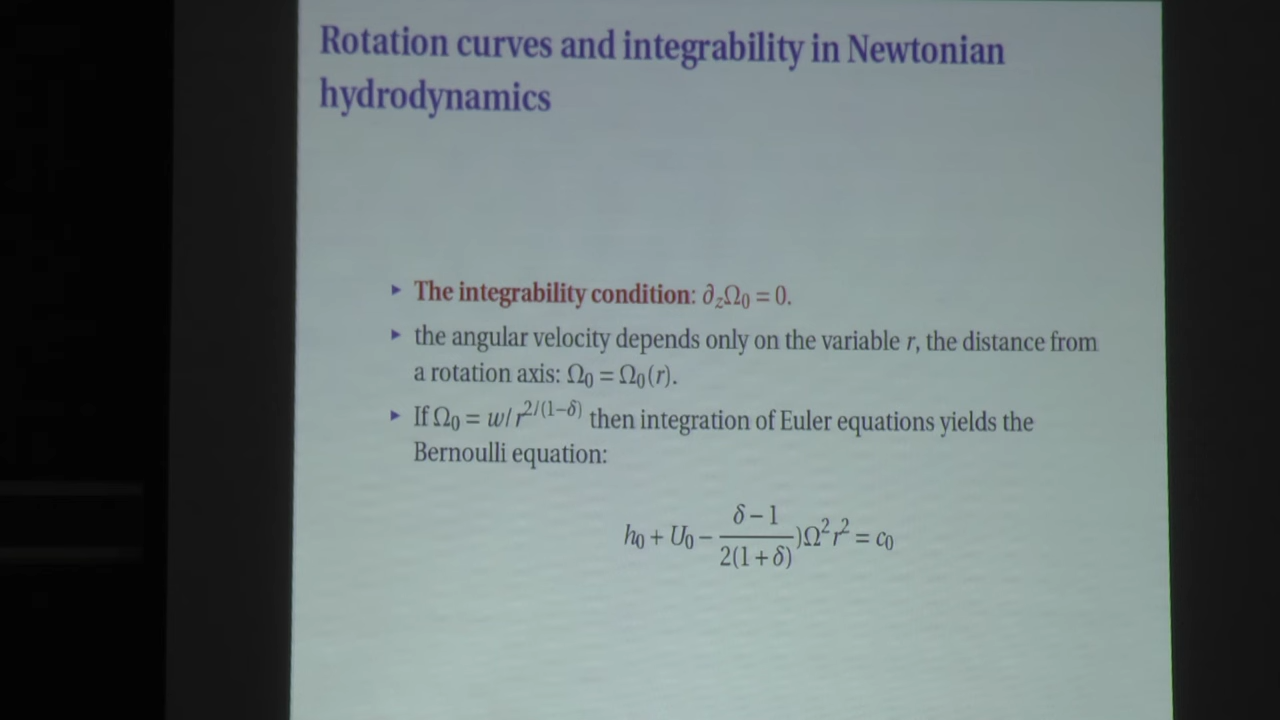 Rotation curves and integrability in Newtonian
hydrodynamics
‣ The integrability condition: ∂_zΩ₀ = 0.
‣ the angular velocity depends only on the variable r, the distance from
a rotation axis: Ω₀ = Ω₀(r).
‣ If Ω₀ = w/r^{2/(1−δ)} then integration of Euler equations yields the
Bernoulli equation:
h₀ + U₀ − \frac{δ − 1}{2(1 + δ)})Ω²r² = c₀